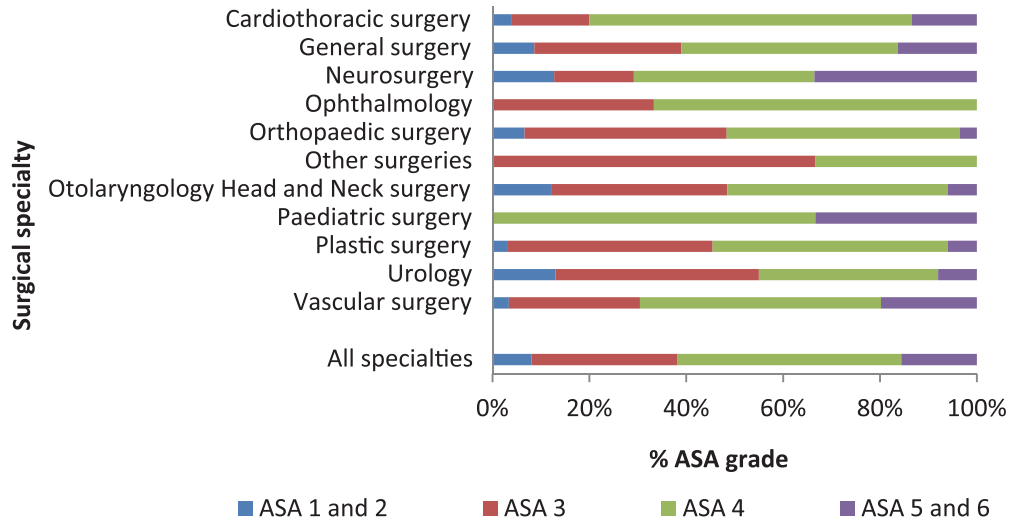 Surgical specialty
Cardiothoracic surgery
General surgery
Neurosurgery
Ophthalmology
Orthopaedic surgery
Other surgeries
Otolaryngology Head and Neck surgery
Paediatric surgery
Plastic surgery
Urology
Vascular surgery
All specialties
0% 20% 40% 60% 80% 100%
% ASA grade
ASA 1 and 2 ASA 3 ASA 4 ASA 5 and 6